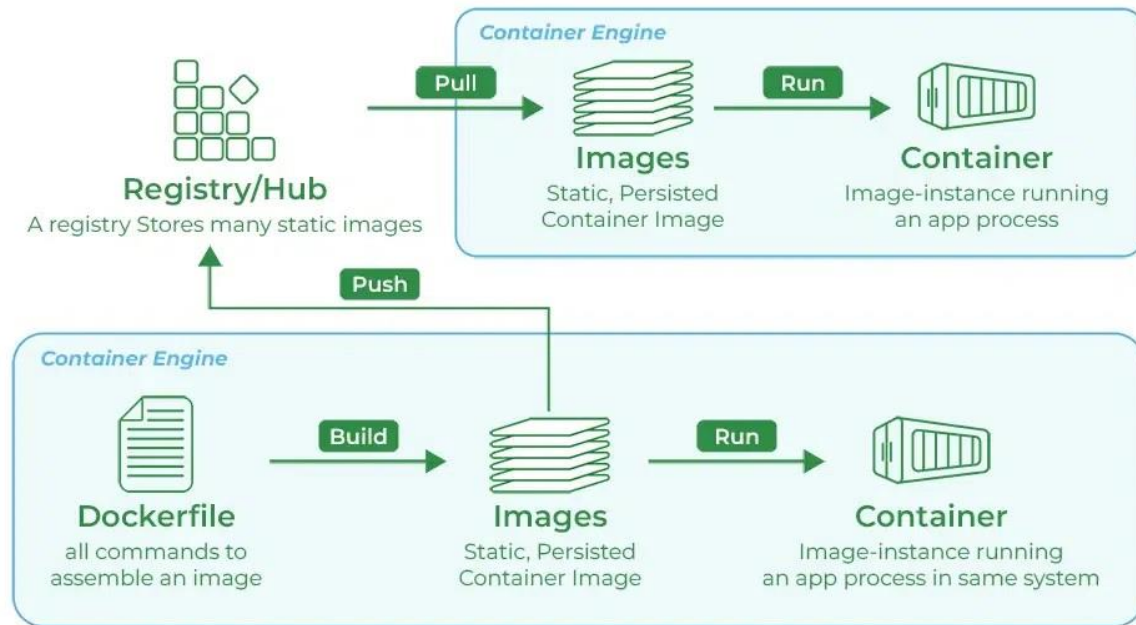 Container Engine
Pull
Run
Registry/Hub
A registry Stores many static images
Images
Static, Persisted
Container Image
Container
Image-instance running
an app process
Push
Container Engine
Build
Run
Dockerfile
all commands to
assemble an image
Images
Static, Persisted
Container Image
Container
Image-instance running
an app process in same system